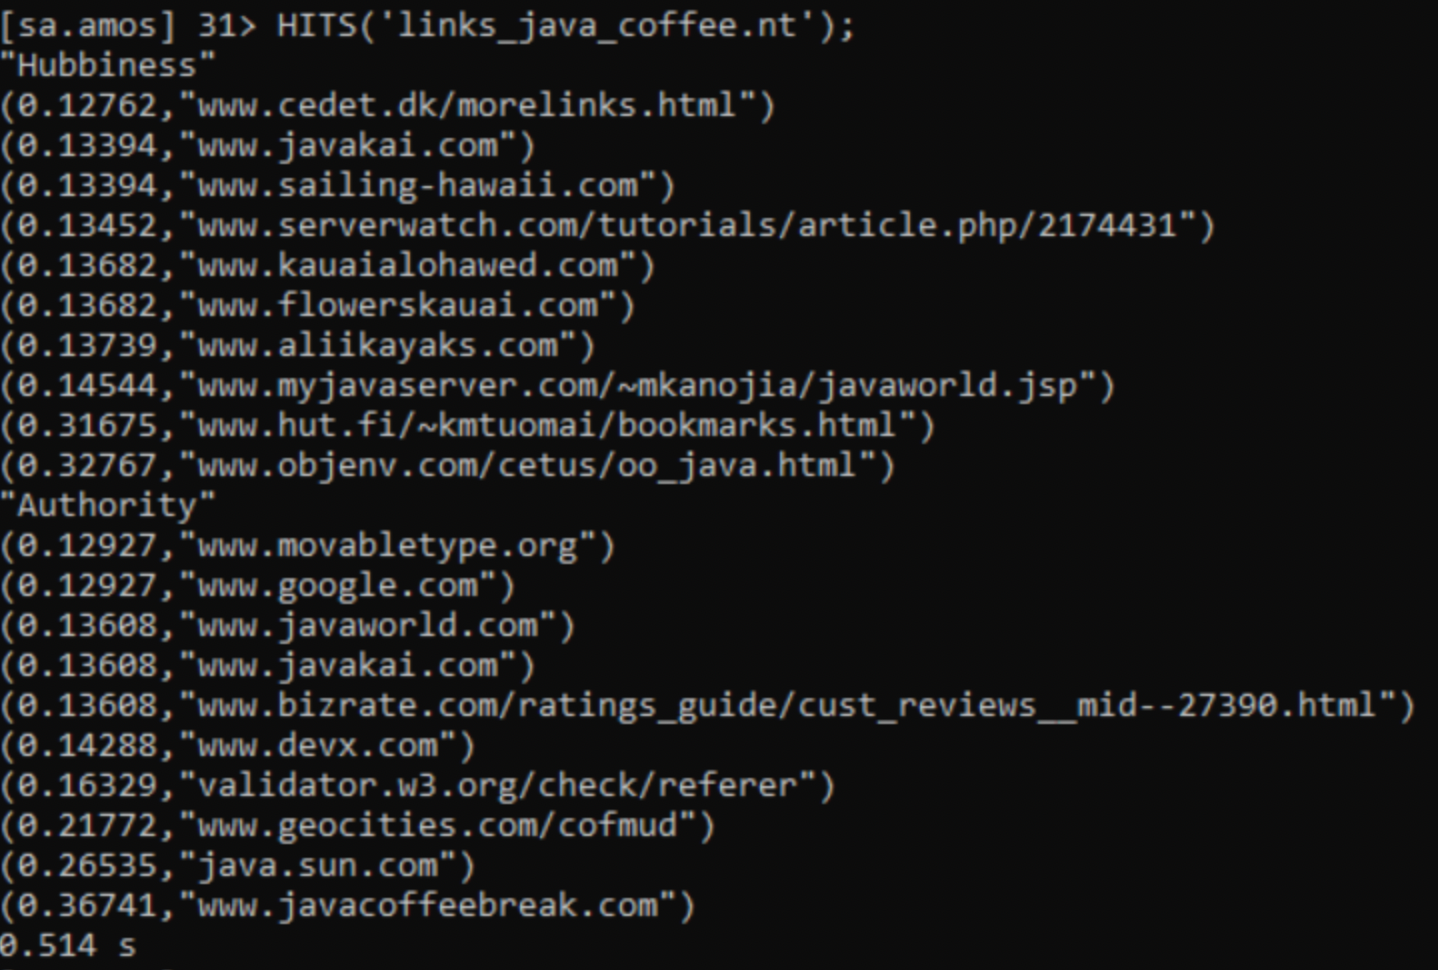 [sa.amos] 31> HITS('links_java_coffee.nt');
"Hubbiness"
(0.12762,"www.cedet.dk/morelinks.html")
(0.13394,"www.javakai.com")
(0.13394,"www.sailing-hawaii.com")
(0.13452,"www.serverwatch.com/tutorials/article.php/2174431")
(0.13682,"www.kauaialohawed.com")
(0.13682,"www.flowerskauai.com")
(0.13739,"www.aliikayaks.com")
(0.14544,"www.myjavaserver.com/~mkanojia/javaworld.jsp")
(0.31675,"www.hut.fi/~kmtuomai/bookmarks.html")
(0.32767,"www.objenv.com/cetus/oo_java.html")
"Authority"
(0.12927,"www.movabletype.org")
(0.12927,"www.google.com")
(0.13608,"www.javaworld.com")
(0.13608,"www.javakai.com")
(0.13608,"www.bizrate.com/ratings_guide/cust_reviews__mid--27390.html")
(0.14288,"www.devx.com")
(0.16329,"validator.w3.org/check/referer")
(0.21772,"www.geocities.com/cofmud")
(0.26535,"java.sun.com")
(0.36741,"www.javacoffeebreak.com")
0.514 s